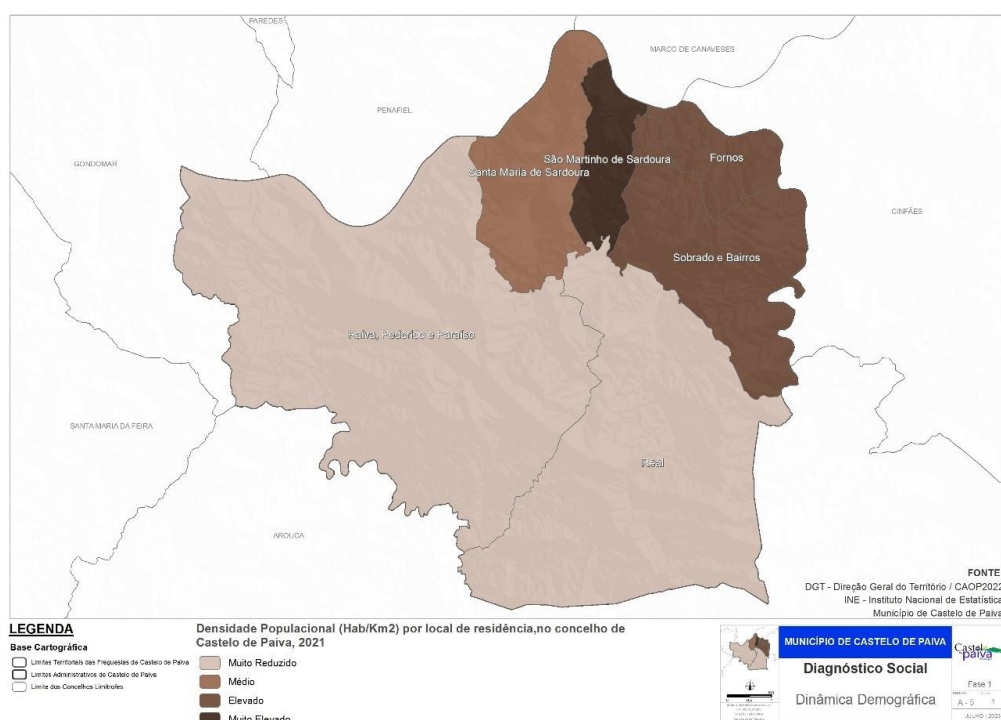 PAREDES
MARCO DE CANAVESES
PENAFIEL
GONDOMAR
São Martinho de Sardoura
Fornos
Santa Maria de Sardoura
CINFÃES
Sobrado e Bairros
Raiva, Pedorido e Paraíso
SANTA MARIA DA FEIRA
Real
AROUCA
FONTE
DGT - Direção Geral do Território / CAOP2022
INE - Instituto Nacional de Estatística
Município de Castelo de Paiva
LEGENDA
Base Cartográfica
Limites Territoriais das Freguesias de Castelo de Paiva
Limites Administrativos de Castelo de Paiva
Limite dos Concelhos Limítrofes
Densidade Populacional (Hab/Km2) por local de residência,no concelho de
Castelo de Paiva, 2021
Muito Reduzido
Médio
Elevado
Muito Elevado
MUNICÍPIO DE CASTELO DE PAIVA
Diagnóstico Social
Dinâmica Demográfica
Castelo
paiva
Fase 1
A - 5 1
JULHO | 2023